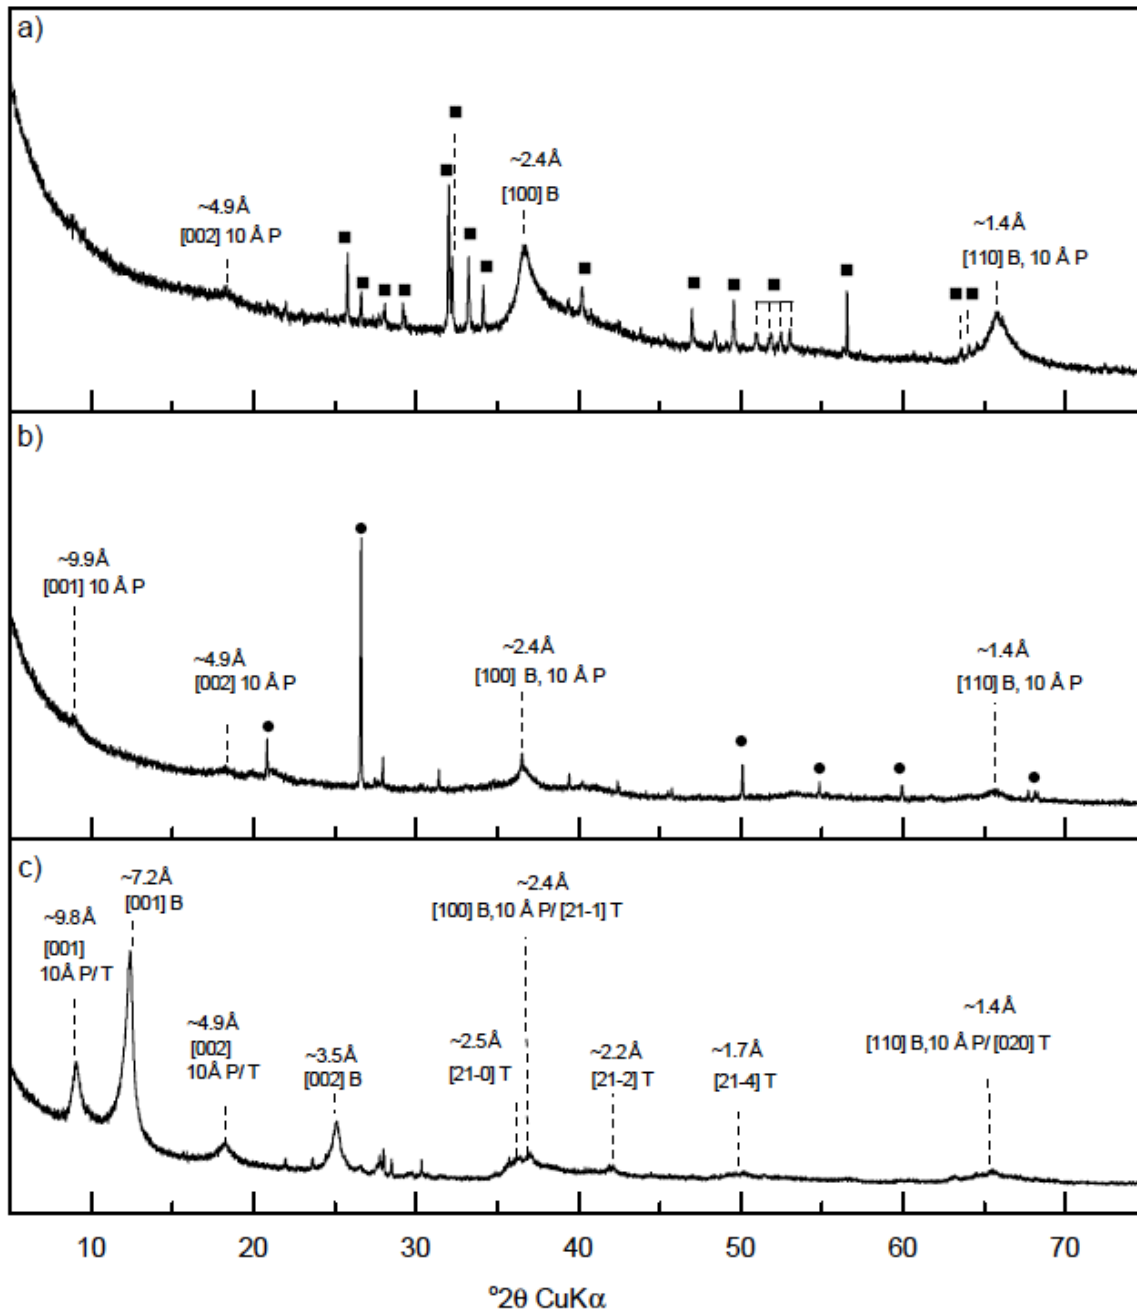 a)
~2.4Å
[100] B
~4.9Å
[002] 10 Å P
~1.4Å
[110] B, 10 Å P
b)
~9.9Å
[001] 10 Å P
~4.9Å
[002] 10 Å P
~2.4Å
[100] B, 10 Å P
~1.4Å
[110] B, 10 Å P
c)
~7.2Å
[001] B
~9.8Å
[001]
10Å P/T
~4.9Å
[002]
10Å P/T
~3.5Å
[002] B
~2.5Å
[21-0] T
~2.4Å
[100] B,10 Å P/[21-1] T
~2.2Å
[21-2] T
~1.7Å
[21-4] T
~1.4Å
[110] B,10 Å P/[020] T
10 20 30 40 50 60 70
º2θ CuKα